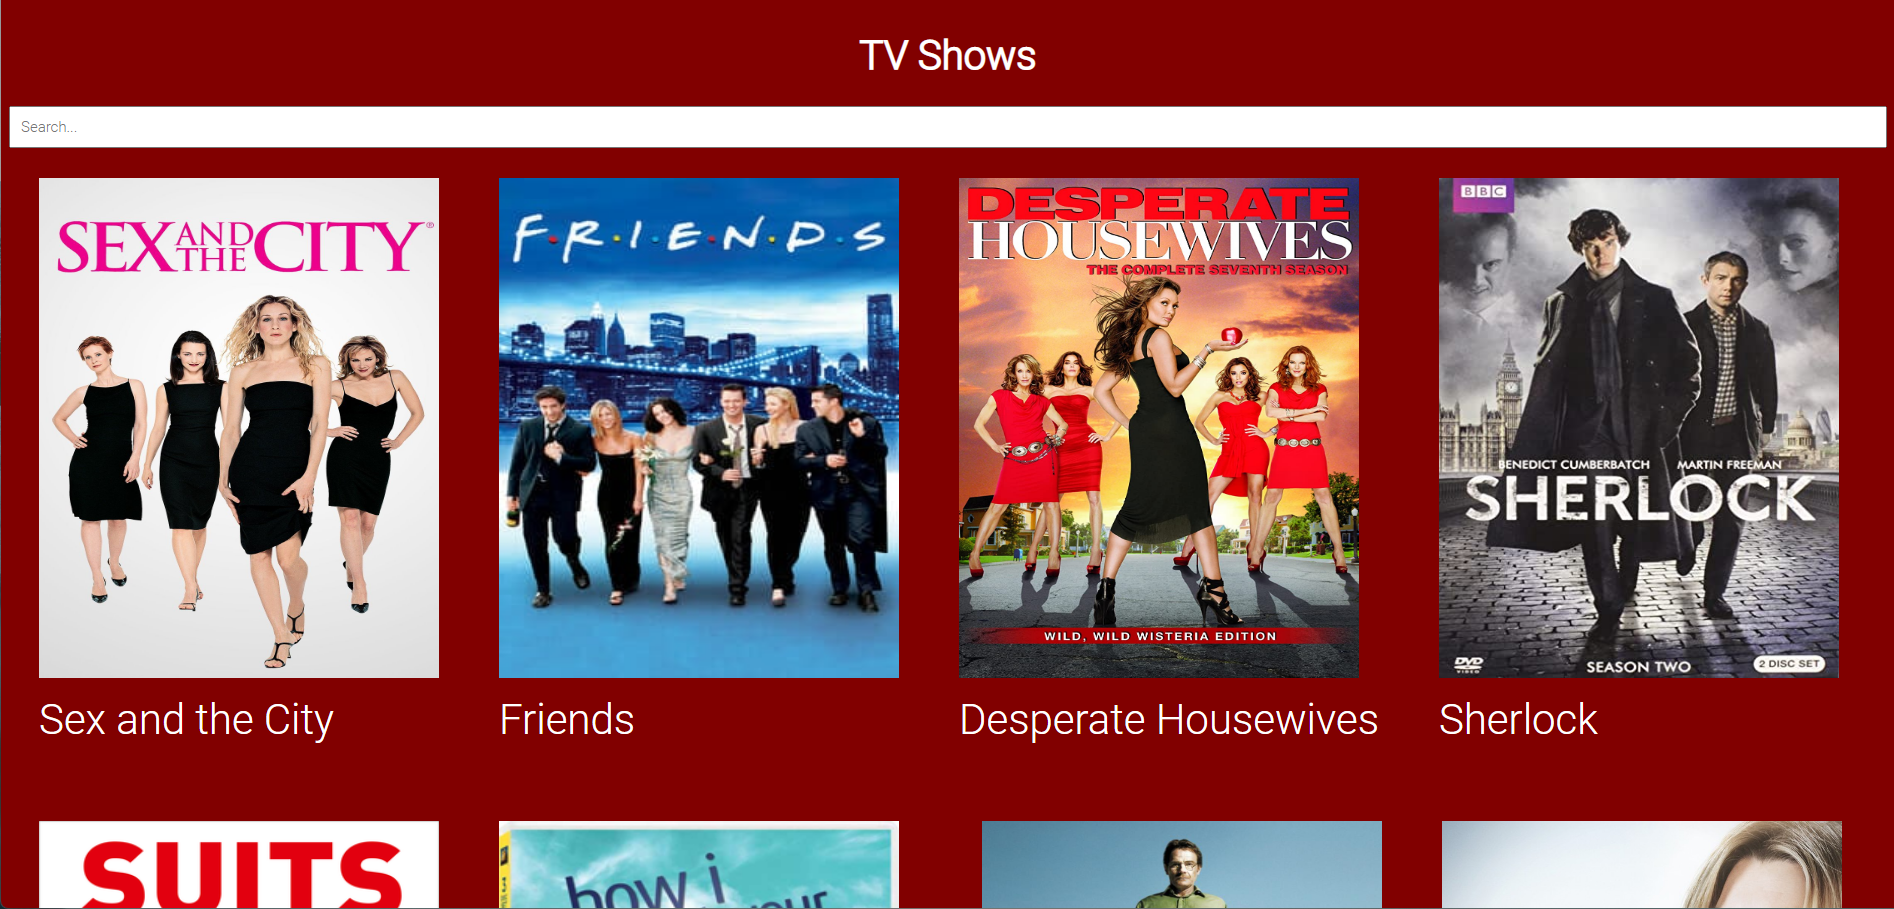 TV Shows
Search...
SEX AND THE CITY®
F·R·I·E·N·D·S
DESPERATE
HOUSEWIVES
THE COMPLETE SEVENTH SEASON
WILD, WILD WISTERIA EDITION
BBC
BENEDICT CUMBERBATCH MARTIN FREEMAN
SHERLOCK
SEASON TWO
DVD
VIDEO
2 DISC SET
Sex and the City
Friends
Desperate Housewives
Sherlock
SUITS
how i
your